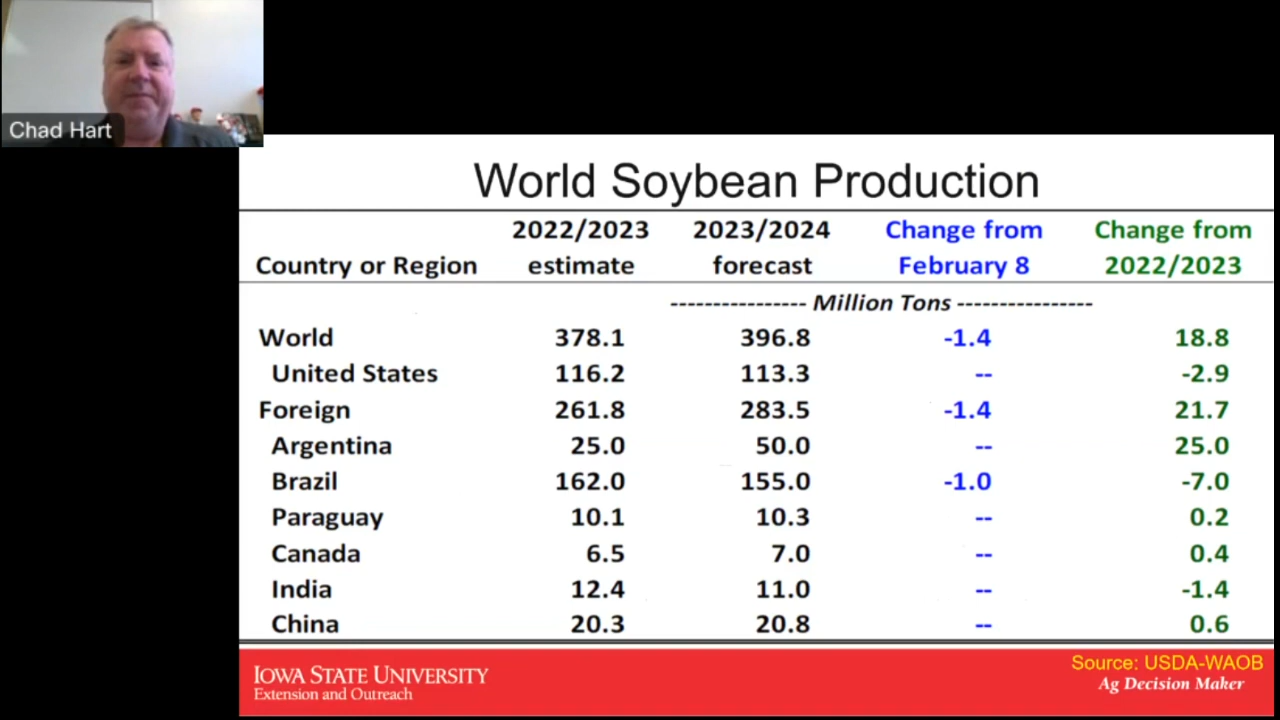 Chad Hart
World Soybean Production
2022/2023 2023/2024 Change from Change from
Country or Region estimate forecast February 8 2022/2023
---------------- Million Tons ----------------
World 378.1 396.8 -1.4 18.8
United States 116.2 113.3 -- -2.9
Foreign 261.8 283.5 -1.4 21.7
Argentina 25.0 50.0 -- 25.0
Brazil 162.0 155.0 -1.0 -7.0
Paraguay 10.1 10.3 -- 0.2
Canada 6.5 7.0 -- 0.4
India 12.4 11.0 -- -1.4
China 20.3 20.8 -- 0.6
IOWA STATE UNIVERSITY
Extension and Outreach
Source: USDA-WAOB
Ag Decision Maker